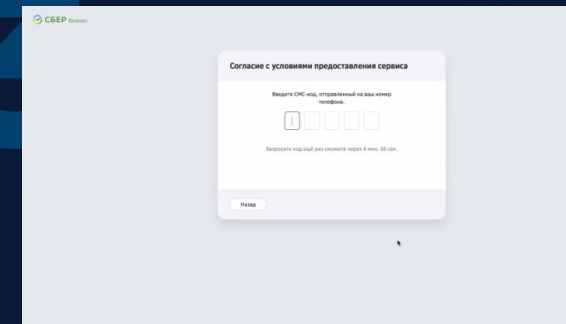 СБЕР Бизнес
Согласие с условиями предоставления сервиса
Введите СМС-код, отправленный на ваш номер
телефона.
Запросить код ещё раз сможете через 4 мин. 58 сек.
Назад